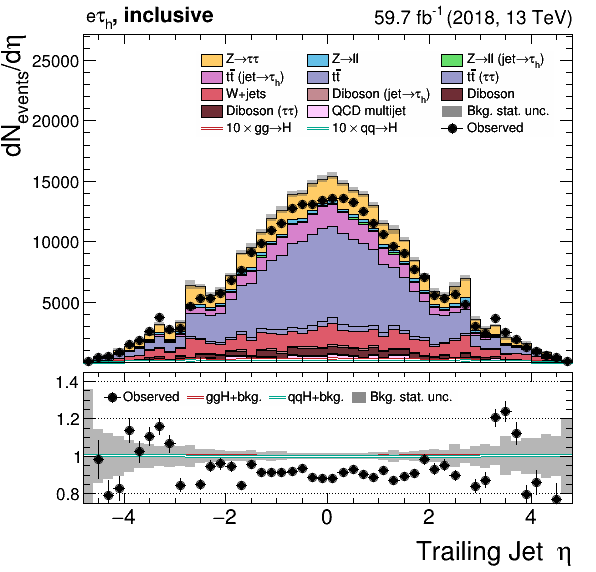 eτh, inclusive 59.7 fb⁻¹ (2018, 13 TeV)
dNevents/dη
25000
20000
15000
10000
5000
Z→ττ Z→ll Z→ll (jet→τh)
tt̄ (jet→τh) tt̄ tt̄ (ττ)
W+jets Diboson (jet→τh) Diboson
Diboson (ττ) QCD multijet Bkg. stat. unc.
10 × gg→H 10 × qq→H Observed
1.4
1.2
1
0.8
Observed ggH+bkg. qqH+bkg. Bkg. stat. unc.
−4 −2 0 2 4
Trailing Jet η